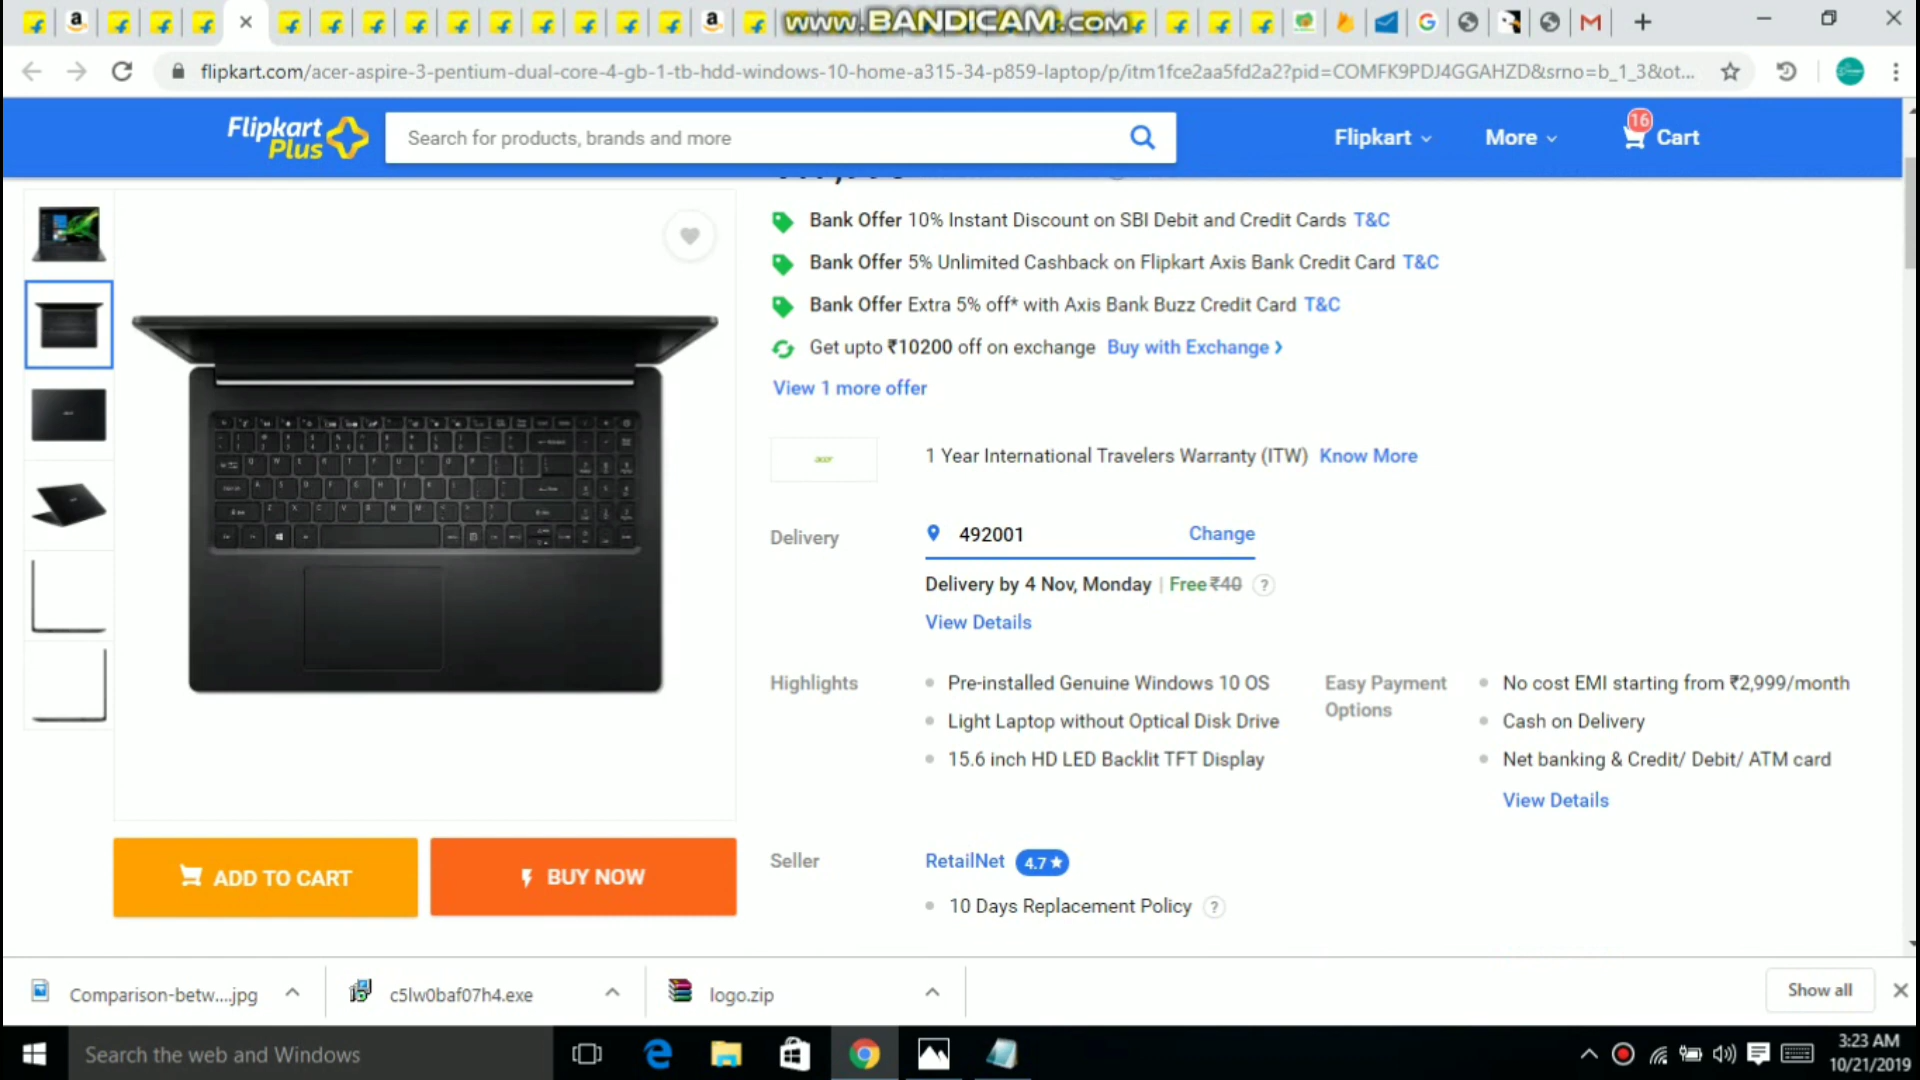 www.BANDICAM.com
flipkart.com/acer-aspire-3-pentium-dual-core-4-gb-1-tb-hdd-windows-10-home-a315-34-p859-laptop/p/itm1fce2aa5fd2a2?pid=COMFK9PDJ4GGAHZD&srno=b_1_3&ot...
Flipkart
Plus
Search for products, brands and more
Flipkart
More
16
Cart
Bank Offer 10% Instant Discount on SBI Debit and Credit Cards T&C
Bank Offer 5% Unlimited Cashback on Flipkart Axis Bank Credit Card T&C
Bank Offer Extra 5% off* with Axis Bank Buzz Credit Card T&C
Get upto ₹10200 off on exchange Buy with Exchange
View 1 more offer
acer
1 Year International Travelers Warranty (ITW) Know More
Delivery
492001
Change
Delivery by 4 Nov, Monday | Free ₹40 ?
View Details
Highlights
Pre-installed Genuine Windows 10 OS
Light Laptop without Optical Disk Drive
15.6 inch HD LED Backlit TFT Display
Easy Payment
Options
No cost EMI starting from ₹2,999/month
Cash on Delivery
Net banking & Credit/ Debit/ ATM card
View Details
ADD TO CART
BUY NOW
Seller
RetailNet 4.7★
10 Days Replacement Policy ?
Comparison-betw....jpg
c5lw0baf07h4.exe
logo.zip
Show all
Search the web and Windows
3:23 AM
10/21/2019